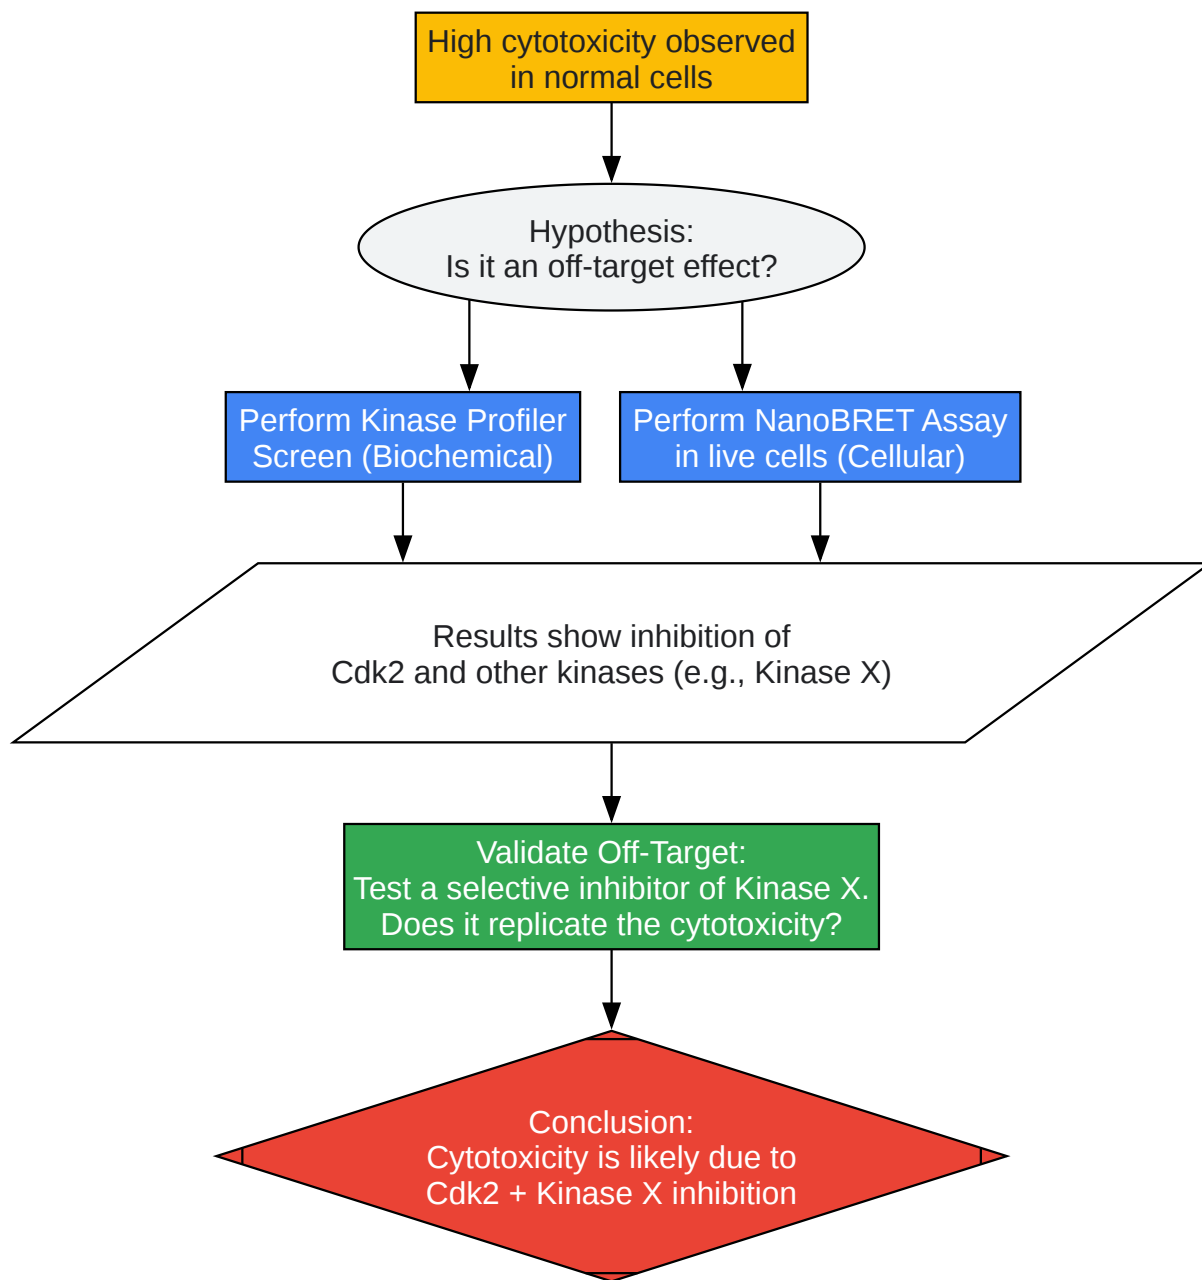 High cytotoxicity observed
in normal cells
Hypothesis:
Is it an off-target effect?
Perform Kinase Profiler
Screen (Biochemical)
Perform NanoBRET Assay
in live cells (Cellular)
Results show inhibition of
Cdk2 and other kinases (e.g., Kinase X)
Validate Off-Target:
Test a selective inhibitor of Kinase X.
Does it replicate the cytotoxicity?
Conclusion:
Cytotoxicity is likely due to
Cdk2 + Kinase X inhibition